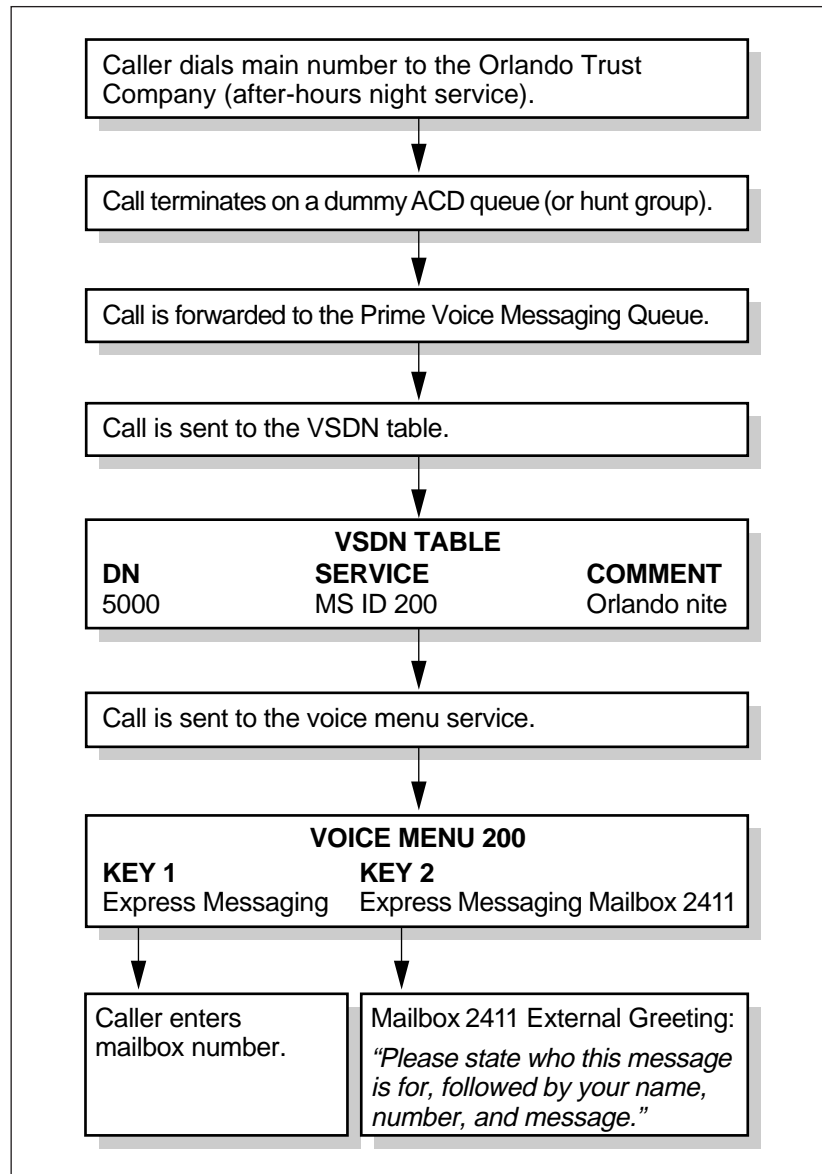 Caller dials main number to the Orlando Trust
Company (after-hours night service).
Call terminates on a dummy ACD queue (or hunt group).
Call is forwarded to the Prime Voice Messaging Queue.
Call is sent to the VSDN table.
VSDN TABLE
DN SERVICE COMMENT
5000 MS ID 200 Orlando nite
Call is sent to the voice menu service.
VOICE MENU 200
KEY 1 KEY 2
Express Messaging Express Messaging Mailbox 2411
Caller enters
mailbox number.
Mailbox 2411 External Greeting:
“Please state who this message
is for, followed by your name,
number, and message.”